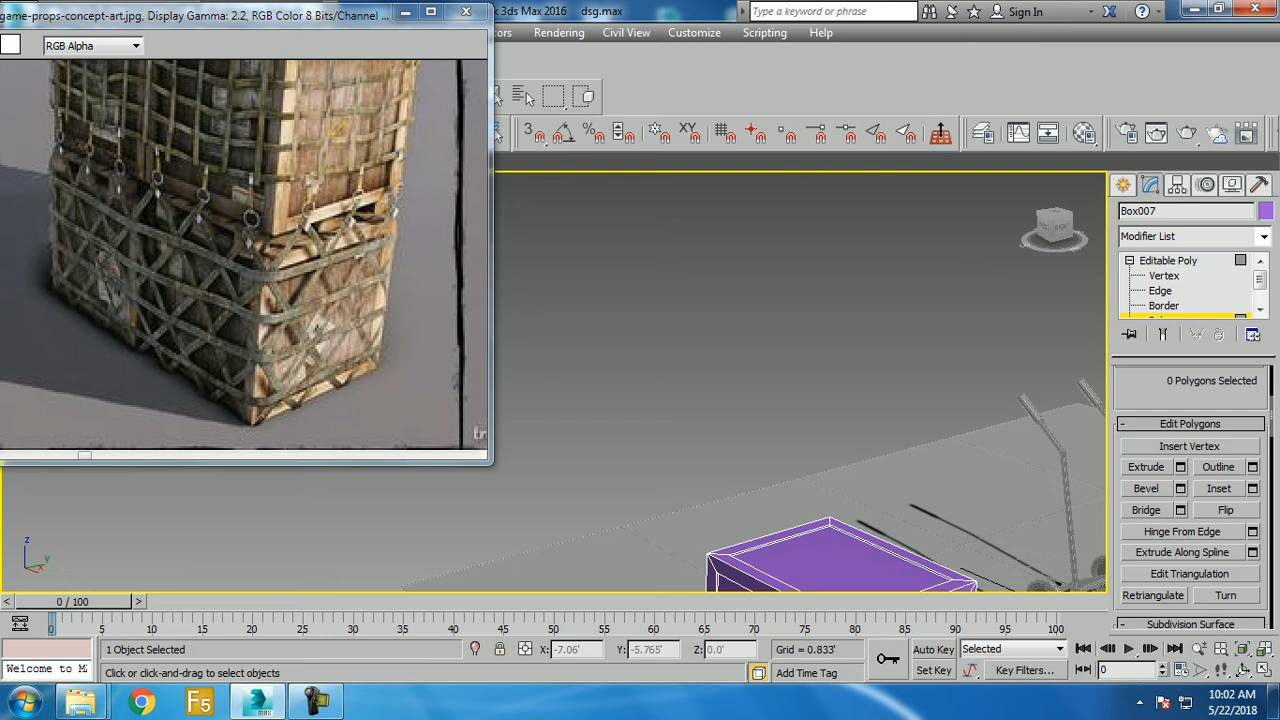 game-props-concept-art.jpg, Display Gamma: 2.2, RGB Color 8 Bits/Channel ...
3ds Max 2016 dsg.max
Type a keyword or phrase
Sign In
RGB Alpha
Rendering Civil View Customize Scripting Help
3 % XY
Box007
Modifier List
Editable Poly
Vertex
Edge
Border
0 Polygons Selected
Edit Polygons
Insert Vertex
Extrude Outline
Bevel Inset
Bridge Flip
Hinge From Edge
Extrude Along Spline
Edit Triangulation
Retriangulate Turn
Subdivision Surface
z
y
x
0 / 100
0 5 10 15 20 25 30 35 40 45 50 55 60 65 70 75 80 85 90 95 100
1 Object Selected
X: -7.06' Y: -5.765' Z: 0.0' Grid = 0.833'
Auto Key Selected
Welcome to M
Click or click-and-drag to select objects
Add Time Tag
Set Key Key Filters... 0
F5
MAX
10:02 AM
5/22/2018